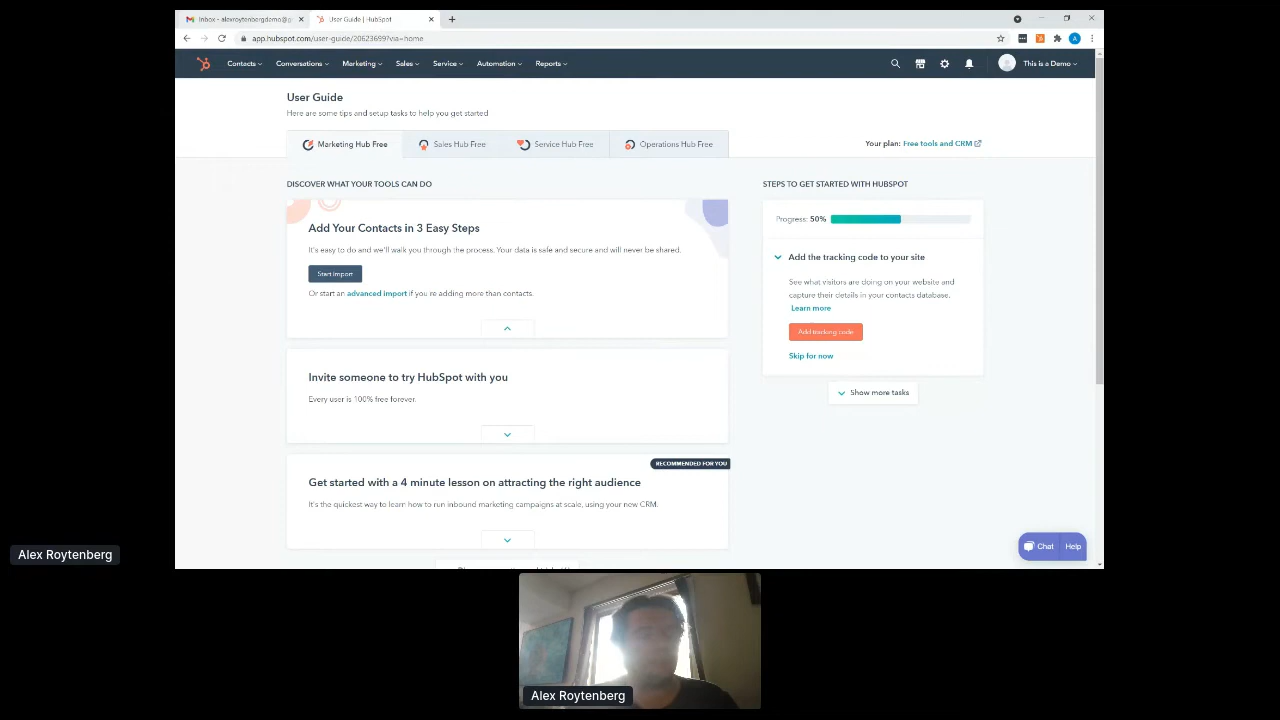 Inbox - alexroytenbergdemo@g
User Guide | HubSpot
app.hubspot.com/user-guide/20623699?via=home
Contacts
Conversations
Marketing
Sales
Service
Automation
Reports
This is a Demo
User Guide
Here are some tips and setup tasks to help you get started
Marketing Hub Free
Sales Hub Free
Service Hub Free
Operations Hub Free
Your plan: Free tools and CRM
DISCOVER WHAT YOUR TOOLS CAN DO
Add Your Contacts in 3 Easy Steps
It's easy to do and we'll walk you through the process. Your data is safe and secure and will never be shared.
Start import
Or start an advanced import if you're adding more than contacts.
Invite someone to try HubSpot with you
Every user is 100% free forever.
RECOMMENDED FOR YOU
Get started with a 4 minute lesson on attracting the right audience
It's the quickest way to learn how to run inbound marketing campaigns at scale, using your new CRM.
STEPS TO GET STARTED WITH HUBSPOT
Progress: 50%
Add the tracking code to your site
See what visitors are doing on your website and
capture their details in your contacts database.
Learn more
Add tracking code
Skip for now
Show more tasks
Chat
Help
A
Alex Roytenberg
Alex Roytenberg